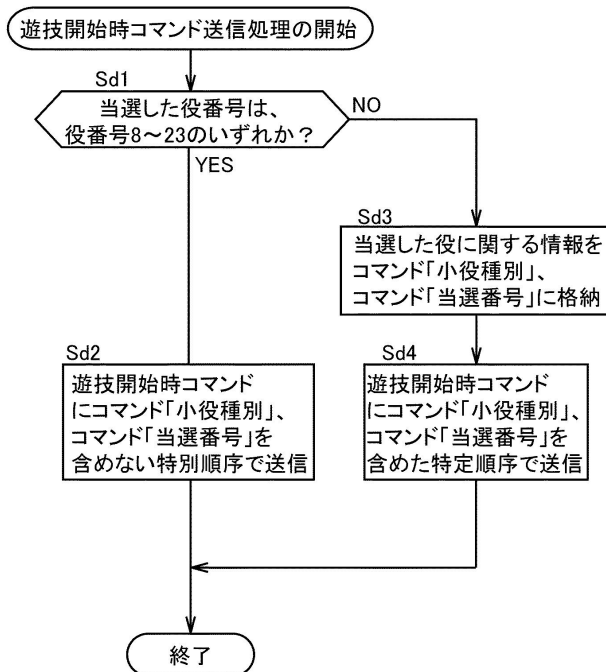 遊技開始時コマンド送信処理の開始
Sd1
当選した役番号は、
役番号8～23のいずれか？
NO
YES
Sd3
当選した役に関する情報を
コマンド「小役種別」、
コマンド「当選番号」に格納
Sd2
遊技開始時コマンド
にコマンド「小役種別」、
コマンド「当選番号」を
含めない特別順序で送信
Sd4
遊技開始時コマンド
にコマンド「小役種別」、
コマンド「当選番号」を
含めた特定順序で送信
終了